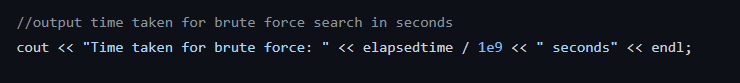 //output time taken for brute force search in seconds
cout << "Time taken for brute force: " << elapsedtime / 1e9 << " seconds" << endl;